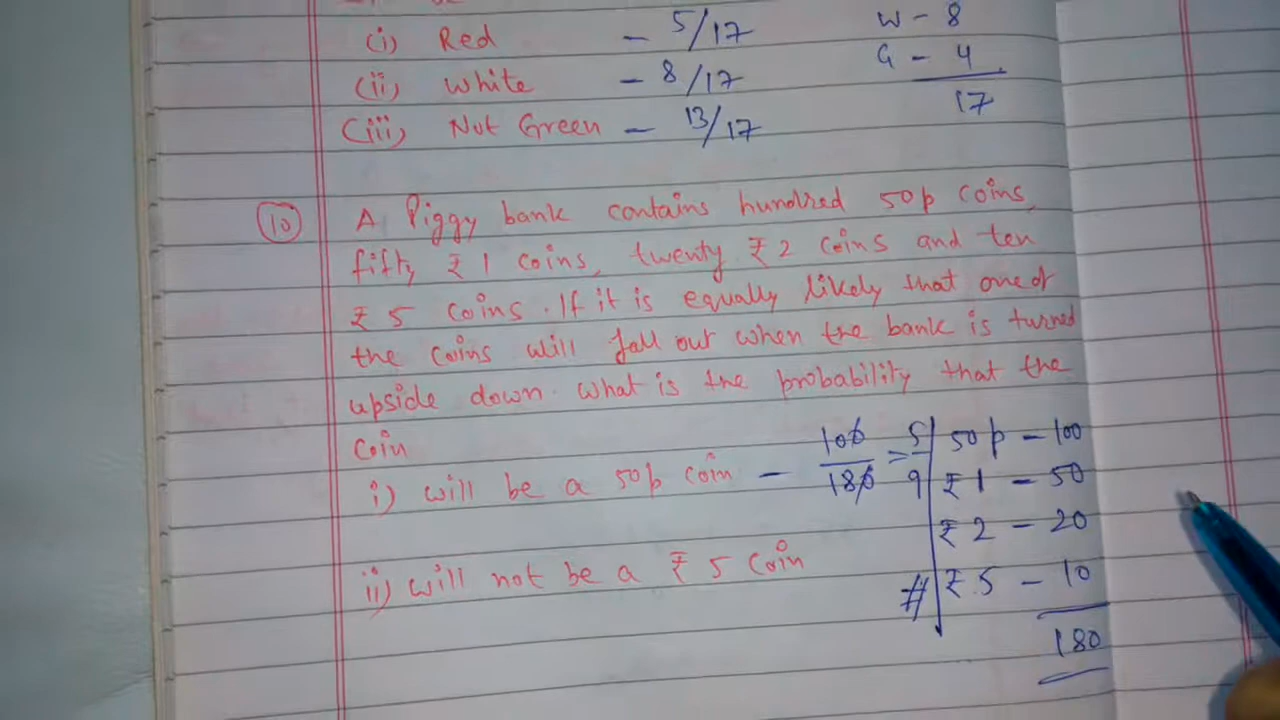 (i) Red - 5/17
W - 8
(ii) White - 8/17
G - 4
17
(iii) Not Green - 13/17
(10) A Piggy bank contains hundred 50p coins,
fifty ₹ 1 coins, twenty ₹ 2 coins and ten
₹ 5 coins. If it is equally likely that one of
the coins will fall out when the bank is turned
upside down. What is the probability that the
coin
i) will be a 50p coin - 100/180 = 5/9
ii) will not be a ₹ 5 coin
50p - 100
₹ 1 - 50
₹ 2 - 20
# ₹ 5 - 10
180